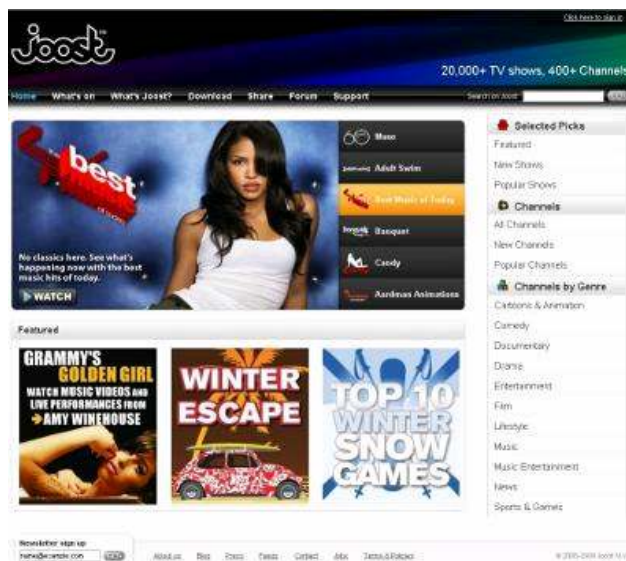 Click here to sign in
joost
20,000+ TV shows, 400+ Channels
Home What's on What's Joost? Download Share Forum Support
Search on Joost
best
No classics here. See what's
happening now with the best
music hits of today.
WATCH
60
Adult Swim
Best Music of Today
Banquet
Candy
Aardman Animations
Featured
GRAMMY'S
GOLDEN GIRL
WATCH MUSIC VIDEOS AND
LIVE PERFORMANCES FROM
AMY WINEHOUSE
WINTER
ESCAPE
TOP 10
WINTER
SNOW
GAMES
Selected Picks
Featured
New Shows
Popular Shows
Channels
All Channels
New Channels
Popular Channels
Channels by Genre
Cartoons & Animation
Comedy
Documentary
Drama
Entertainment
Film
Lifestyle
Music
Music Entertainment
News
Sports & Games
Newsletter sign up
name@example.com
About us Blog Press Feeds Contact Jobs Terms & Policies